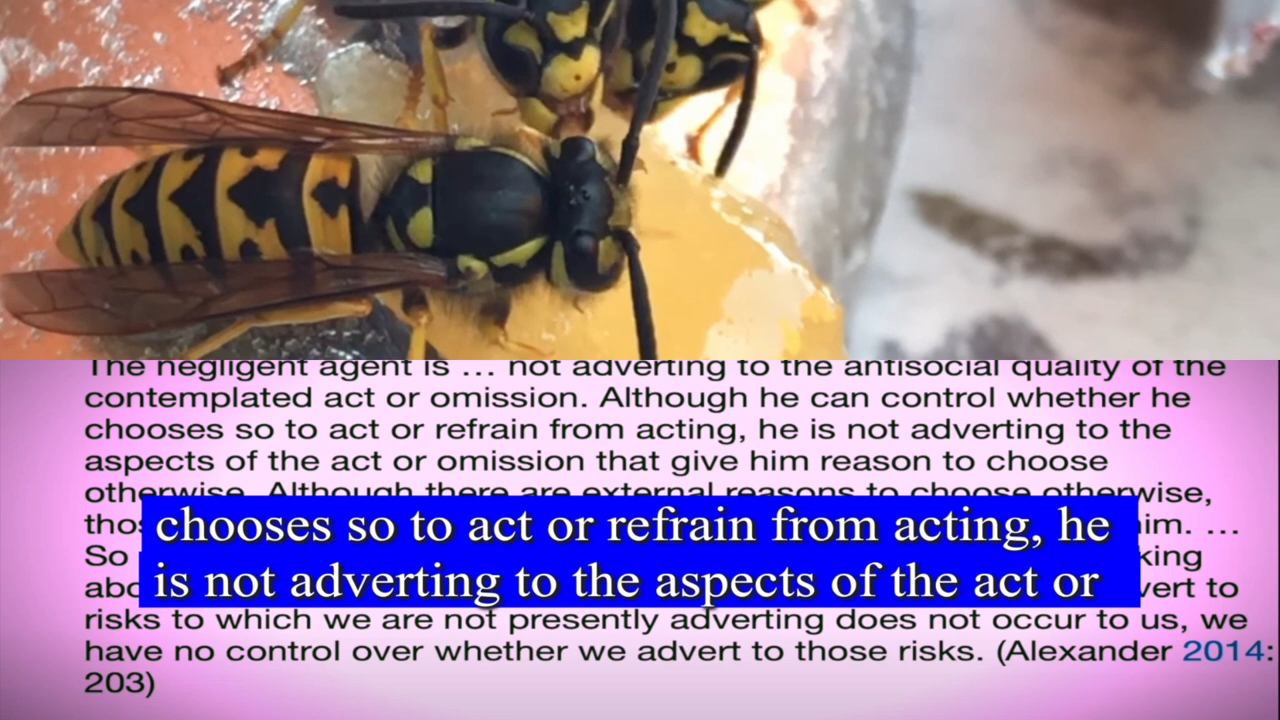 The negligent agent is … not adverting to the antisocial quality of the
contemplated act or omission. Although he can control whether he
chooses so to act or refrain from acting, he is not adverting to the
aspects of the act or omission that give him reason to choose
otherwise. Although there are external reasons to choose otherwise,
chooses so to act or refrain from acting, he
is not adverting to the aspects of the act or
So
risks to which we are not presently adverting does not occur to us, we
have no control over whether we advert to those risks. (Alexander 2014:
203)